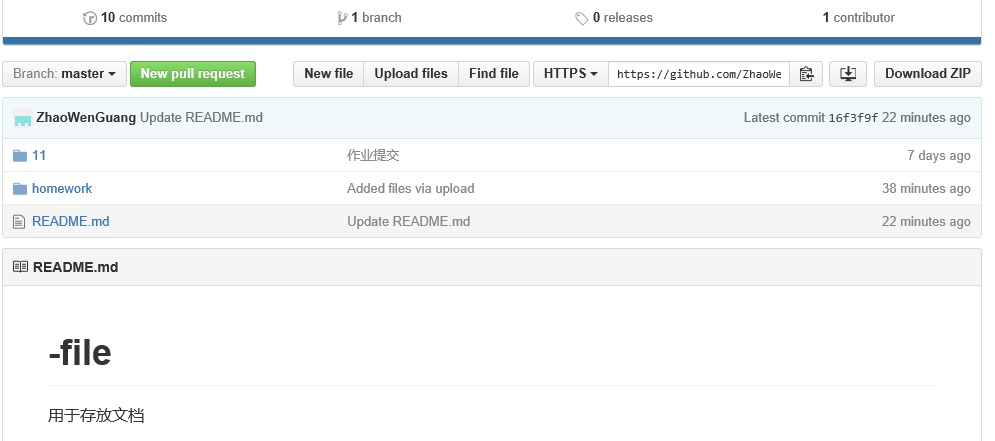 10 commits 1 branch 0 releases 1 contributor
Branch: master New pull request New file Upload files Find file HTTPS https://github.com/ZhaoWe Download ZIP
ZhaoWenGuang Update README.md Latest commit 16f3f9f 22 minutes ago
11 作业提交 7 days ago
homework Added files via upload 38 minutes ago
README.md Update README.md 22 minutes ago
README.md
-file
用于存放文档